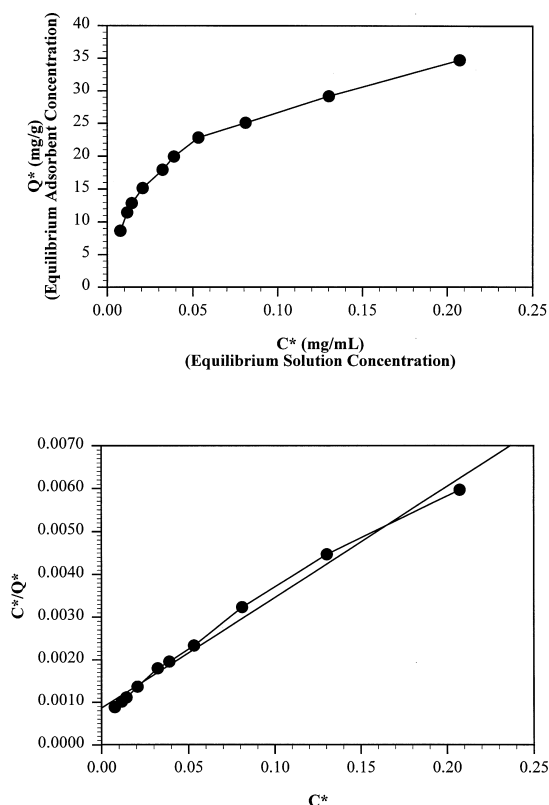 40
35
30
25
20
15
10
5
0
Q* (mg/g)
(Equilibrium Adsorbent Concentration)
0.00 0.05 0.10 0.15 0.20 0.25
C* (mg/mL)
(Equilibrium Solution Concentration)
0.0070
0.0060
0.0050
0.0040
0.0030
0.0020
0.0010
0.0000
C*/Q*
0.00 0.05 0.10 0.15 0.20 0.25
C*